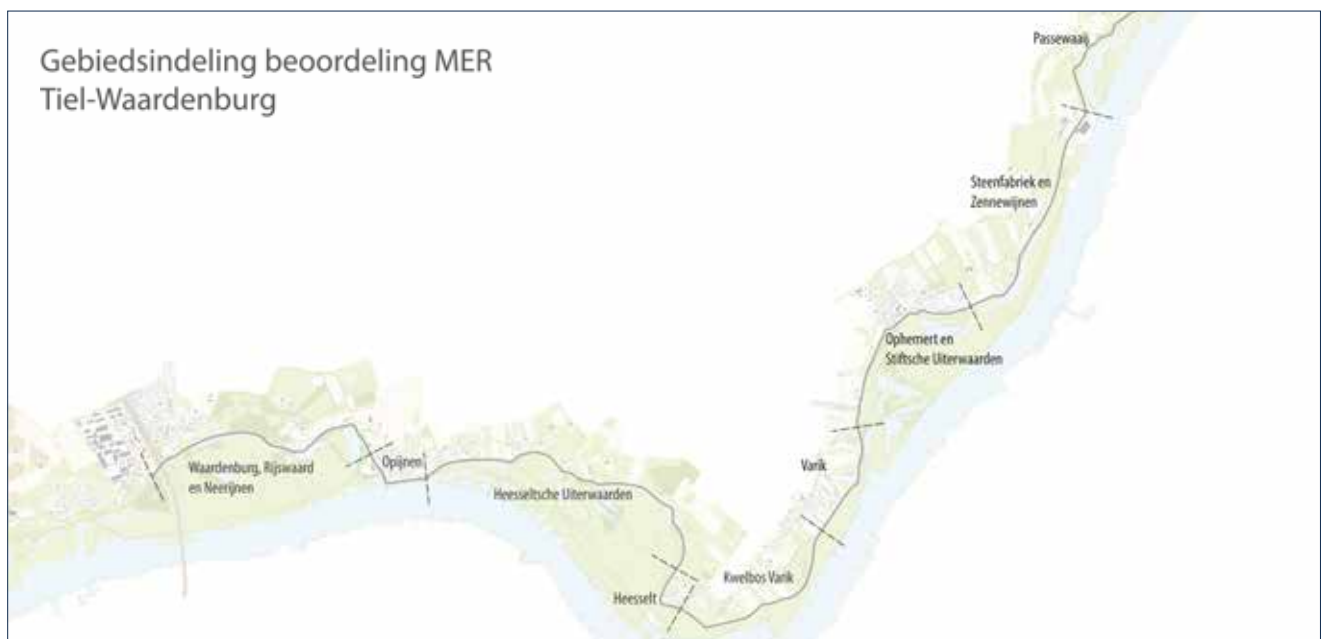 Gebiedsindeling beoordeling MER
Tiel-Waardenburg
Passewaaij
Steenfabriek en
Zennewijnen
Ophemert en
Stiftsche Uiterwaarden
Varik
Waardenburg, Rijswaard
en Neerijnen
Opijnen
Heesseltsche Uiterwaarden
Kwelbos Varik
Heesselt